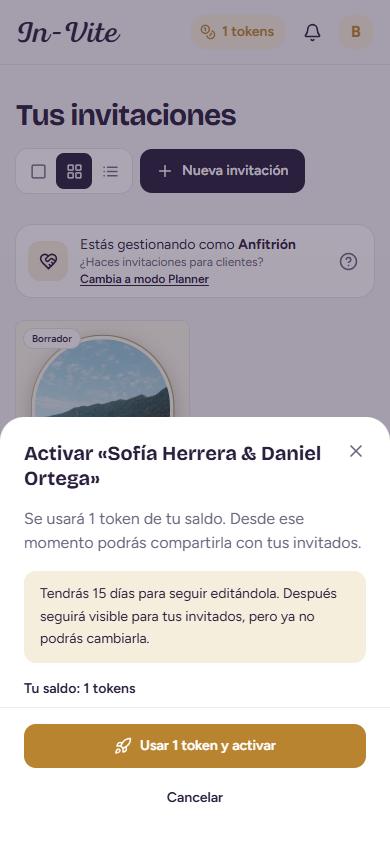 In-Vite
1 tokens
B
Tus invitaciones
Nueva invitación
Estás gestionando como Anfitrión
¿Haces invitaciones para clientes?
Cambia a modo Planner
Borrador
Activar «Sofía Herrera & Daniel
Ortega»
Se usará 1 token de tu saldo. Desde ese
momento podrás compartirla con tus invitados.
Tendrás 15 días para seguir editándola. Después
seguirá visible para tus invitados, pero ya no
podrás cambiarla.
Tu saldo: 1 tokens
Usar 1 token y activar
Cancelar